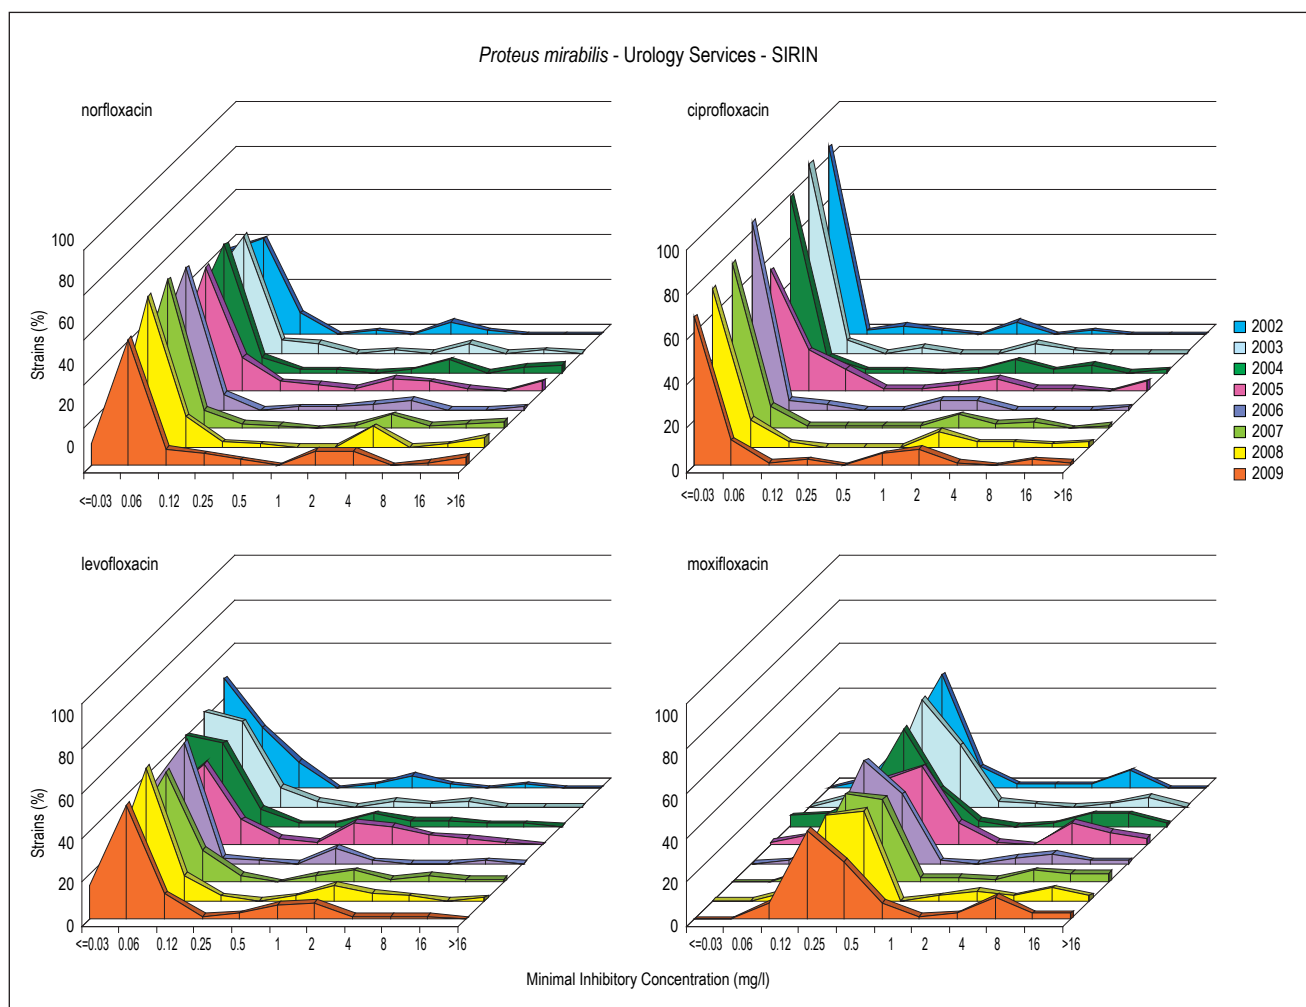 Proteus mirabilis - Urology Services - SIRIN
norfloxacin
100
80
60
40
20
0
Strains (%)
<=0.03 0.06 0.12 0.25 0.5 1 2 4 8 16 >16
ciprofloxacin
100
80
60
40
20
0
<=0.03 0.06 0.12 0.25 0.5 1 2 4 8 16 >16
2002
2003
2004
2005
2006
2007
2008
2009
levofloxacin
100
80
60
40
20
0
Strains (%)
<=0.03 0.06 0.12 0.25 0.5 1 2 4 8 16 >16
moxifloxacin
100
80
60
40
20
0
<=0.03 0.06 0.12 0.25 0.5 1 2 4 8 16 >16
Minimal Inhibitory Concentration (mg/l)